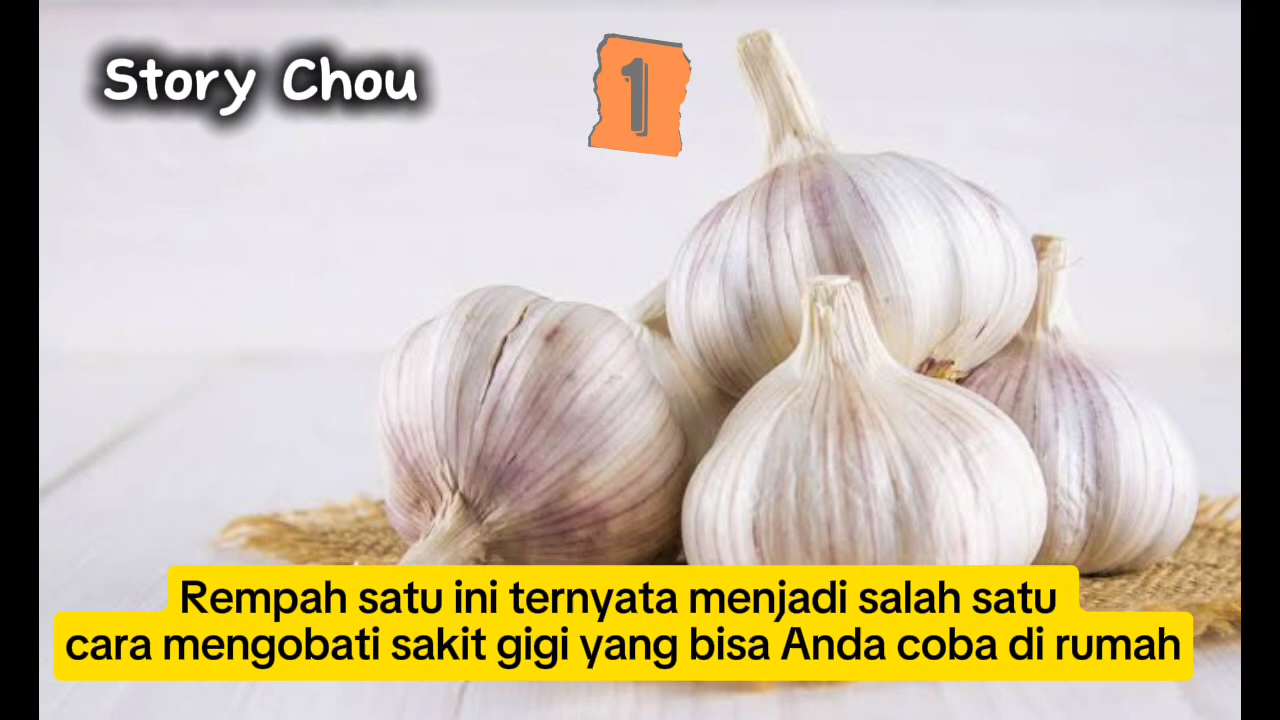 Story Chou
1
Rempah satu ini ternyata menjadi salah satu
cara mengobati sakit gigi yang bisa Anda coba di rumah